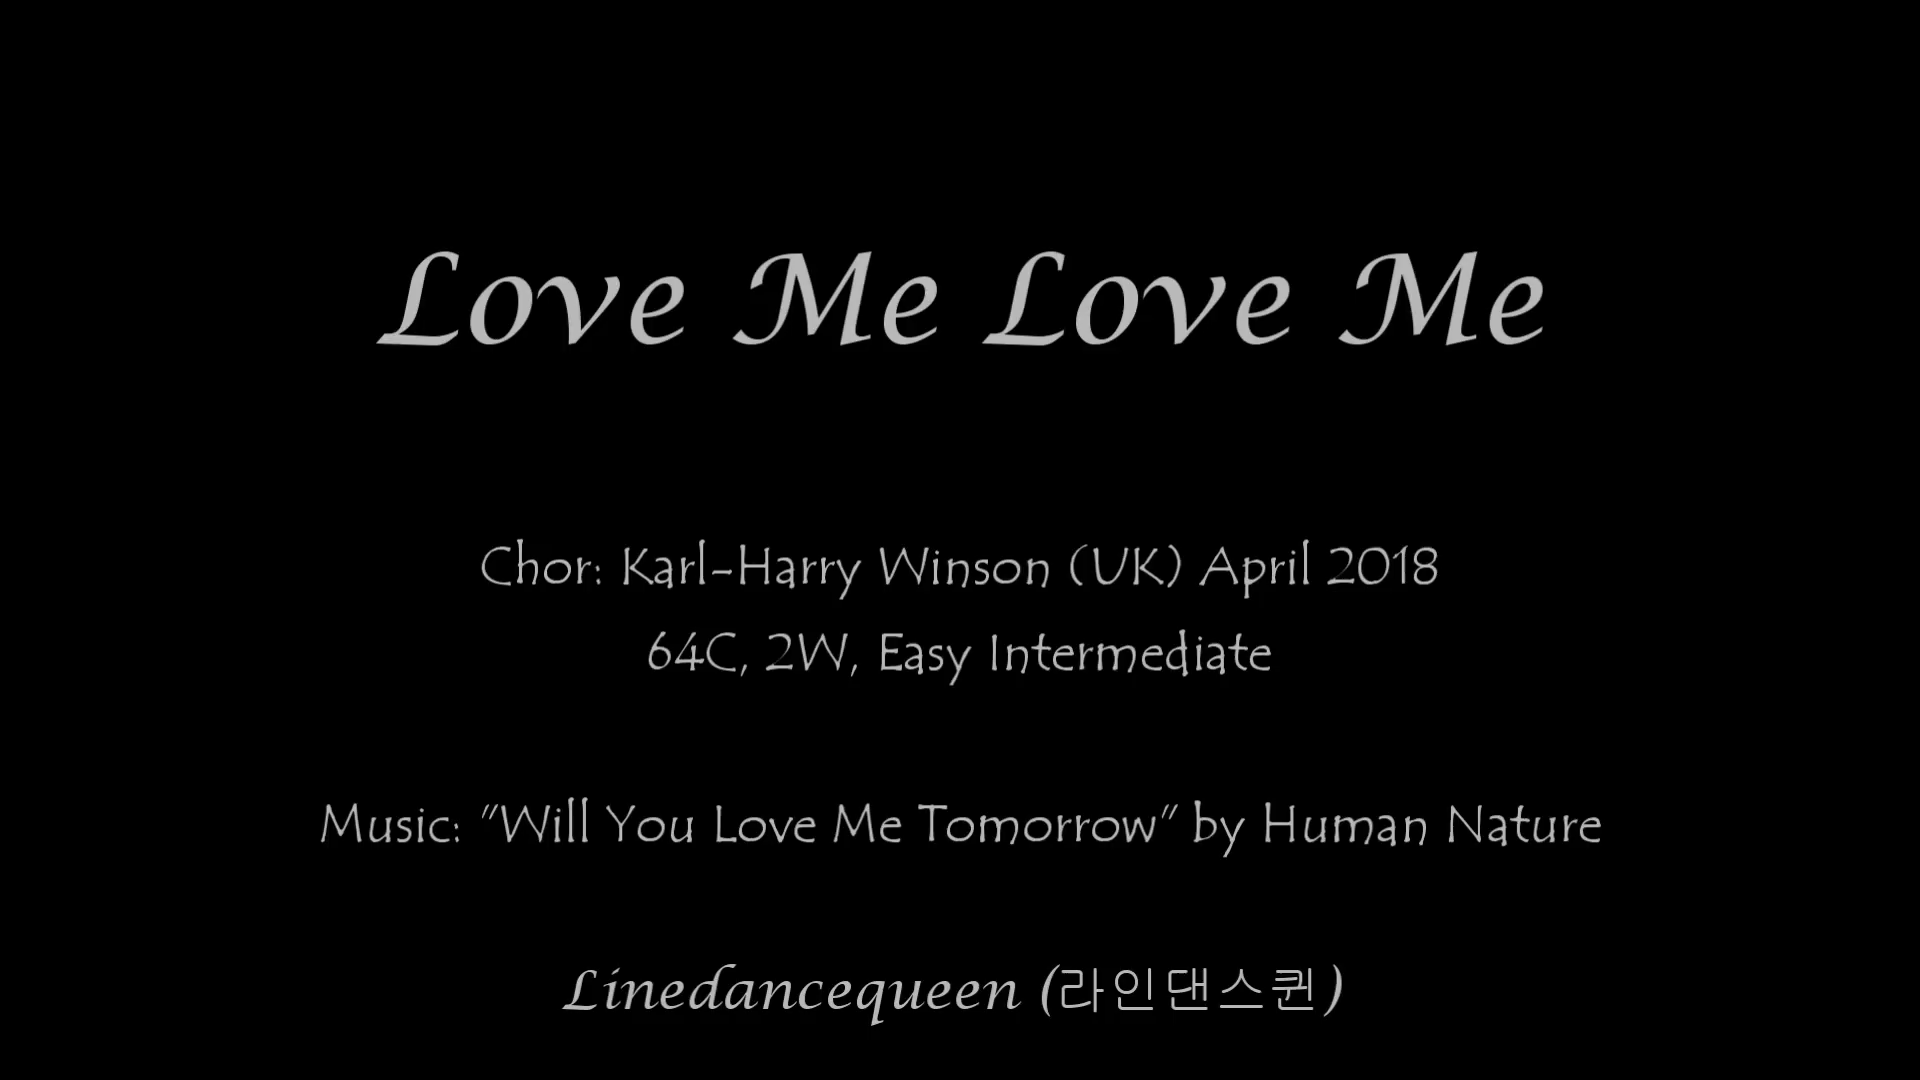 Love Me Love Me
Chor: Karl-Harry Winson (UK) April 2018
64C, 2W, Easy Intermediate
Music: "Will You Love Me Tomorrow" by Human Nature
Linedancequeen (라인댄스퀸)